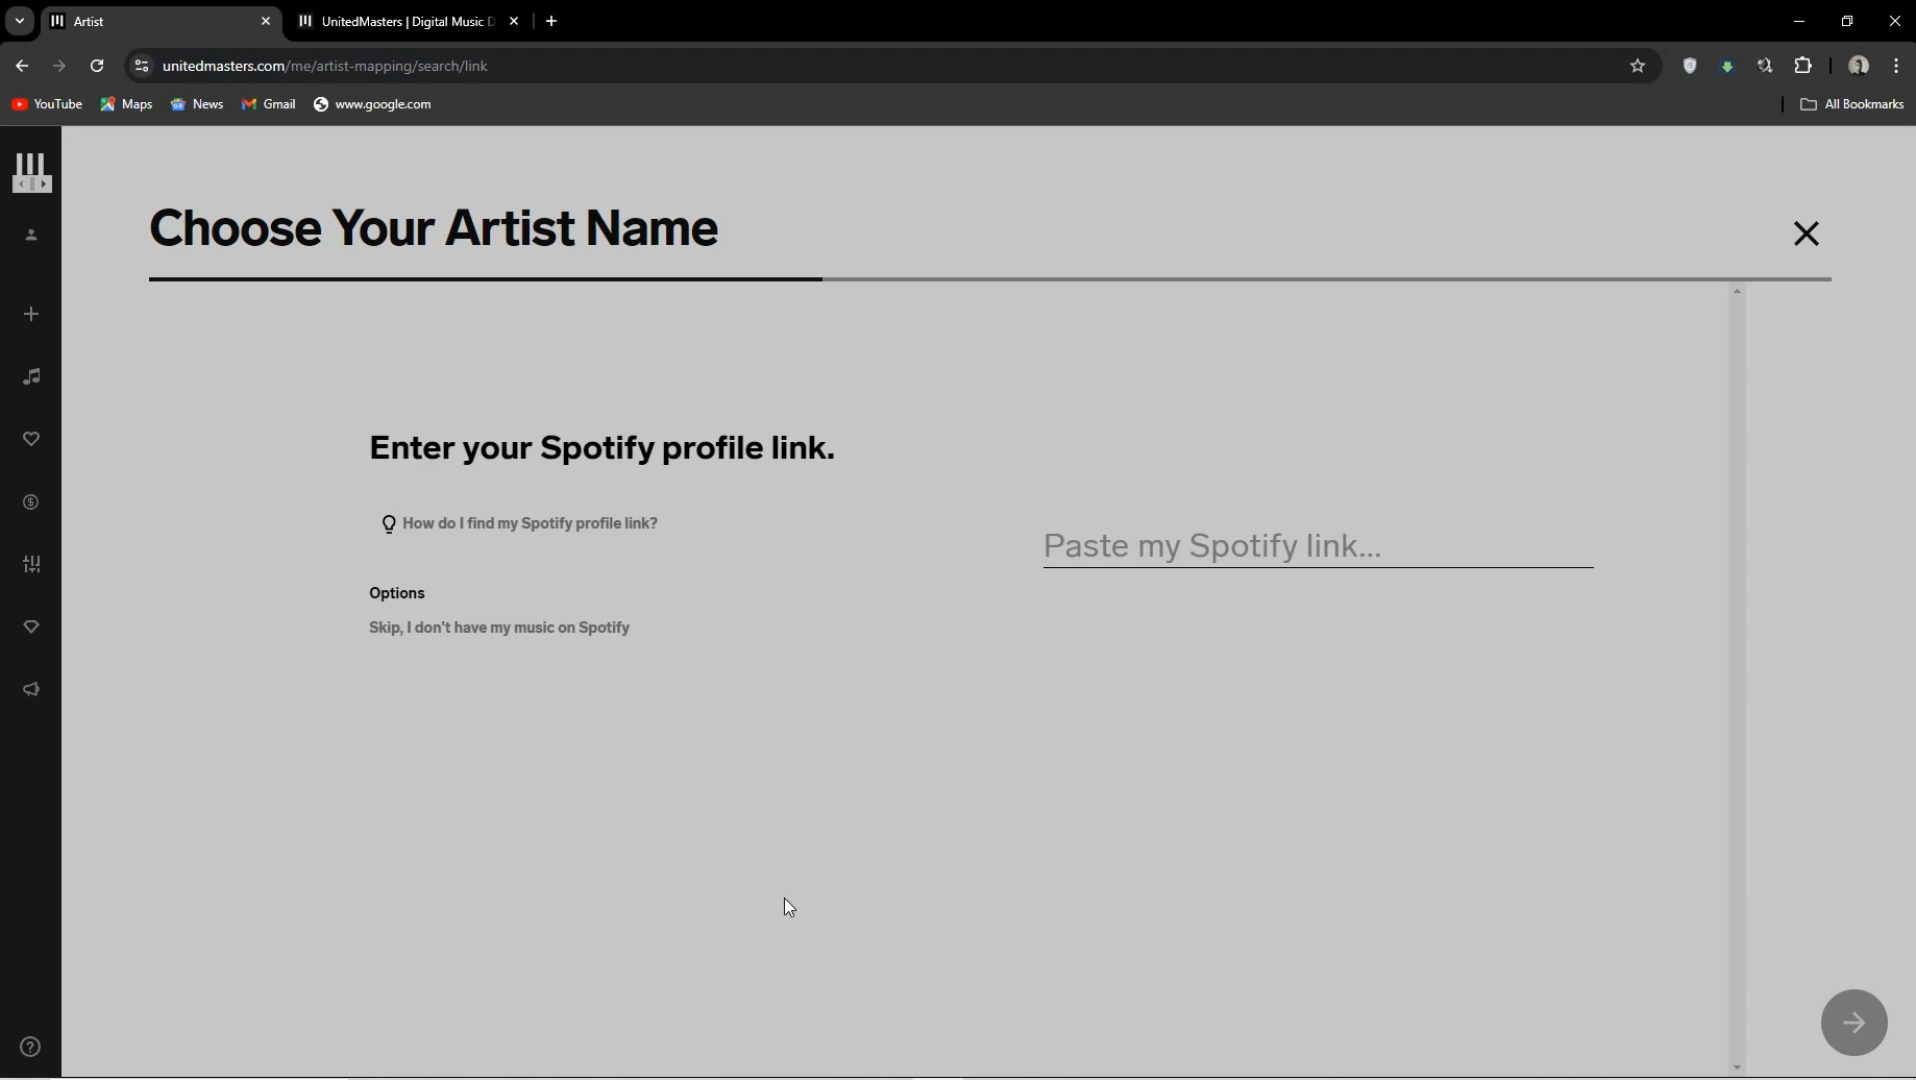 Artist
UnitedMasters | Digital Music D
unitedmasters.com/me/artist-mapping/search/link
YouTube
Maps
News
Gmail
www.google.com
All Bookmarks
Choose Your Artist Name
Enter your Spotify profile link.
How do I find my Spotify profile link?
Paste my Spotify link...
Options
Skip, I don't have my music on Spotify